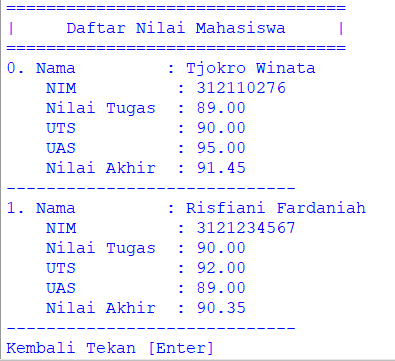 ==================================
|     Daftar Nilai Mahasiswa     |
==================================
0. Nama         : Tjokro Winata
    NIM          : 312110276
    Nilai Tugas  : 89.00
    UTS          : 90.00
    UAS          : 95.00
    Nilai Akhir  : 91.45
-----------------------------
1. Nama         : Risfiani Fardaniah
    NIM          : 3121234567
    Nilai Tugas  : 90.00
    UTS          : 92.00
    UAS          : 89.00
    Nilai Akhir  : 90.35
-----------------------------
Kembali Tekan [Enter]